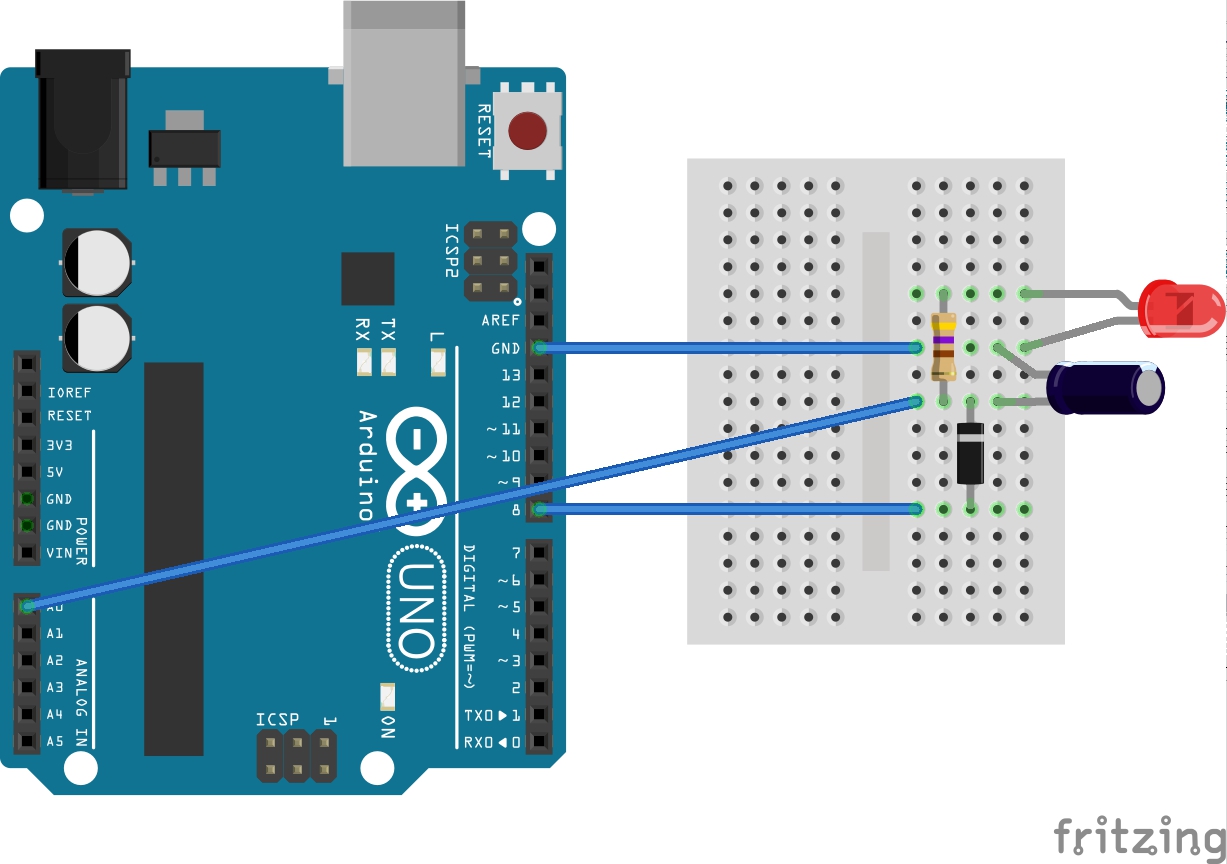 RESET
ICSP2
AREF
GND
13
12
~11
~10
~9
8
7
~6
~5
4
~3
2
TX0▶1
RX0◀0
DIGITAL (PWM=~)
RX
TX
L
Arduino
UNO
IOREF
RESET
3V3
5V
GND
GND
VIN
POWER
A0
A1
A2
A3
A4
A5
ANALOG IN
ICSP
1
ON
fritzing